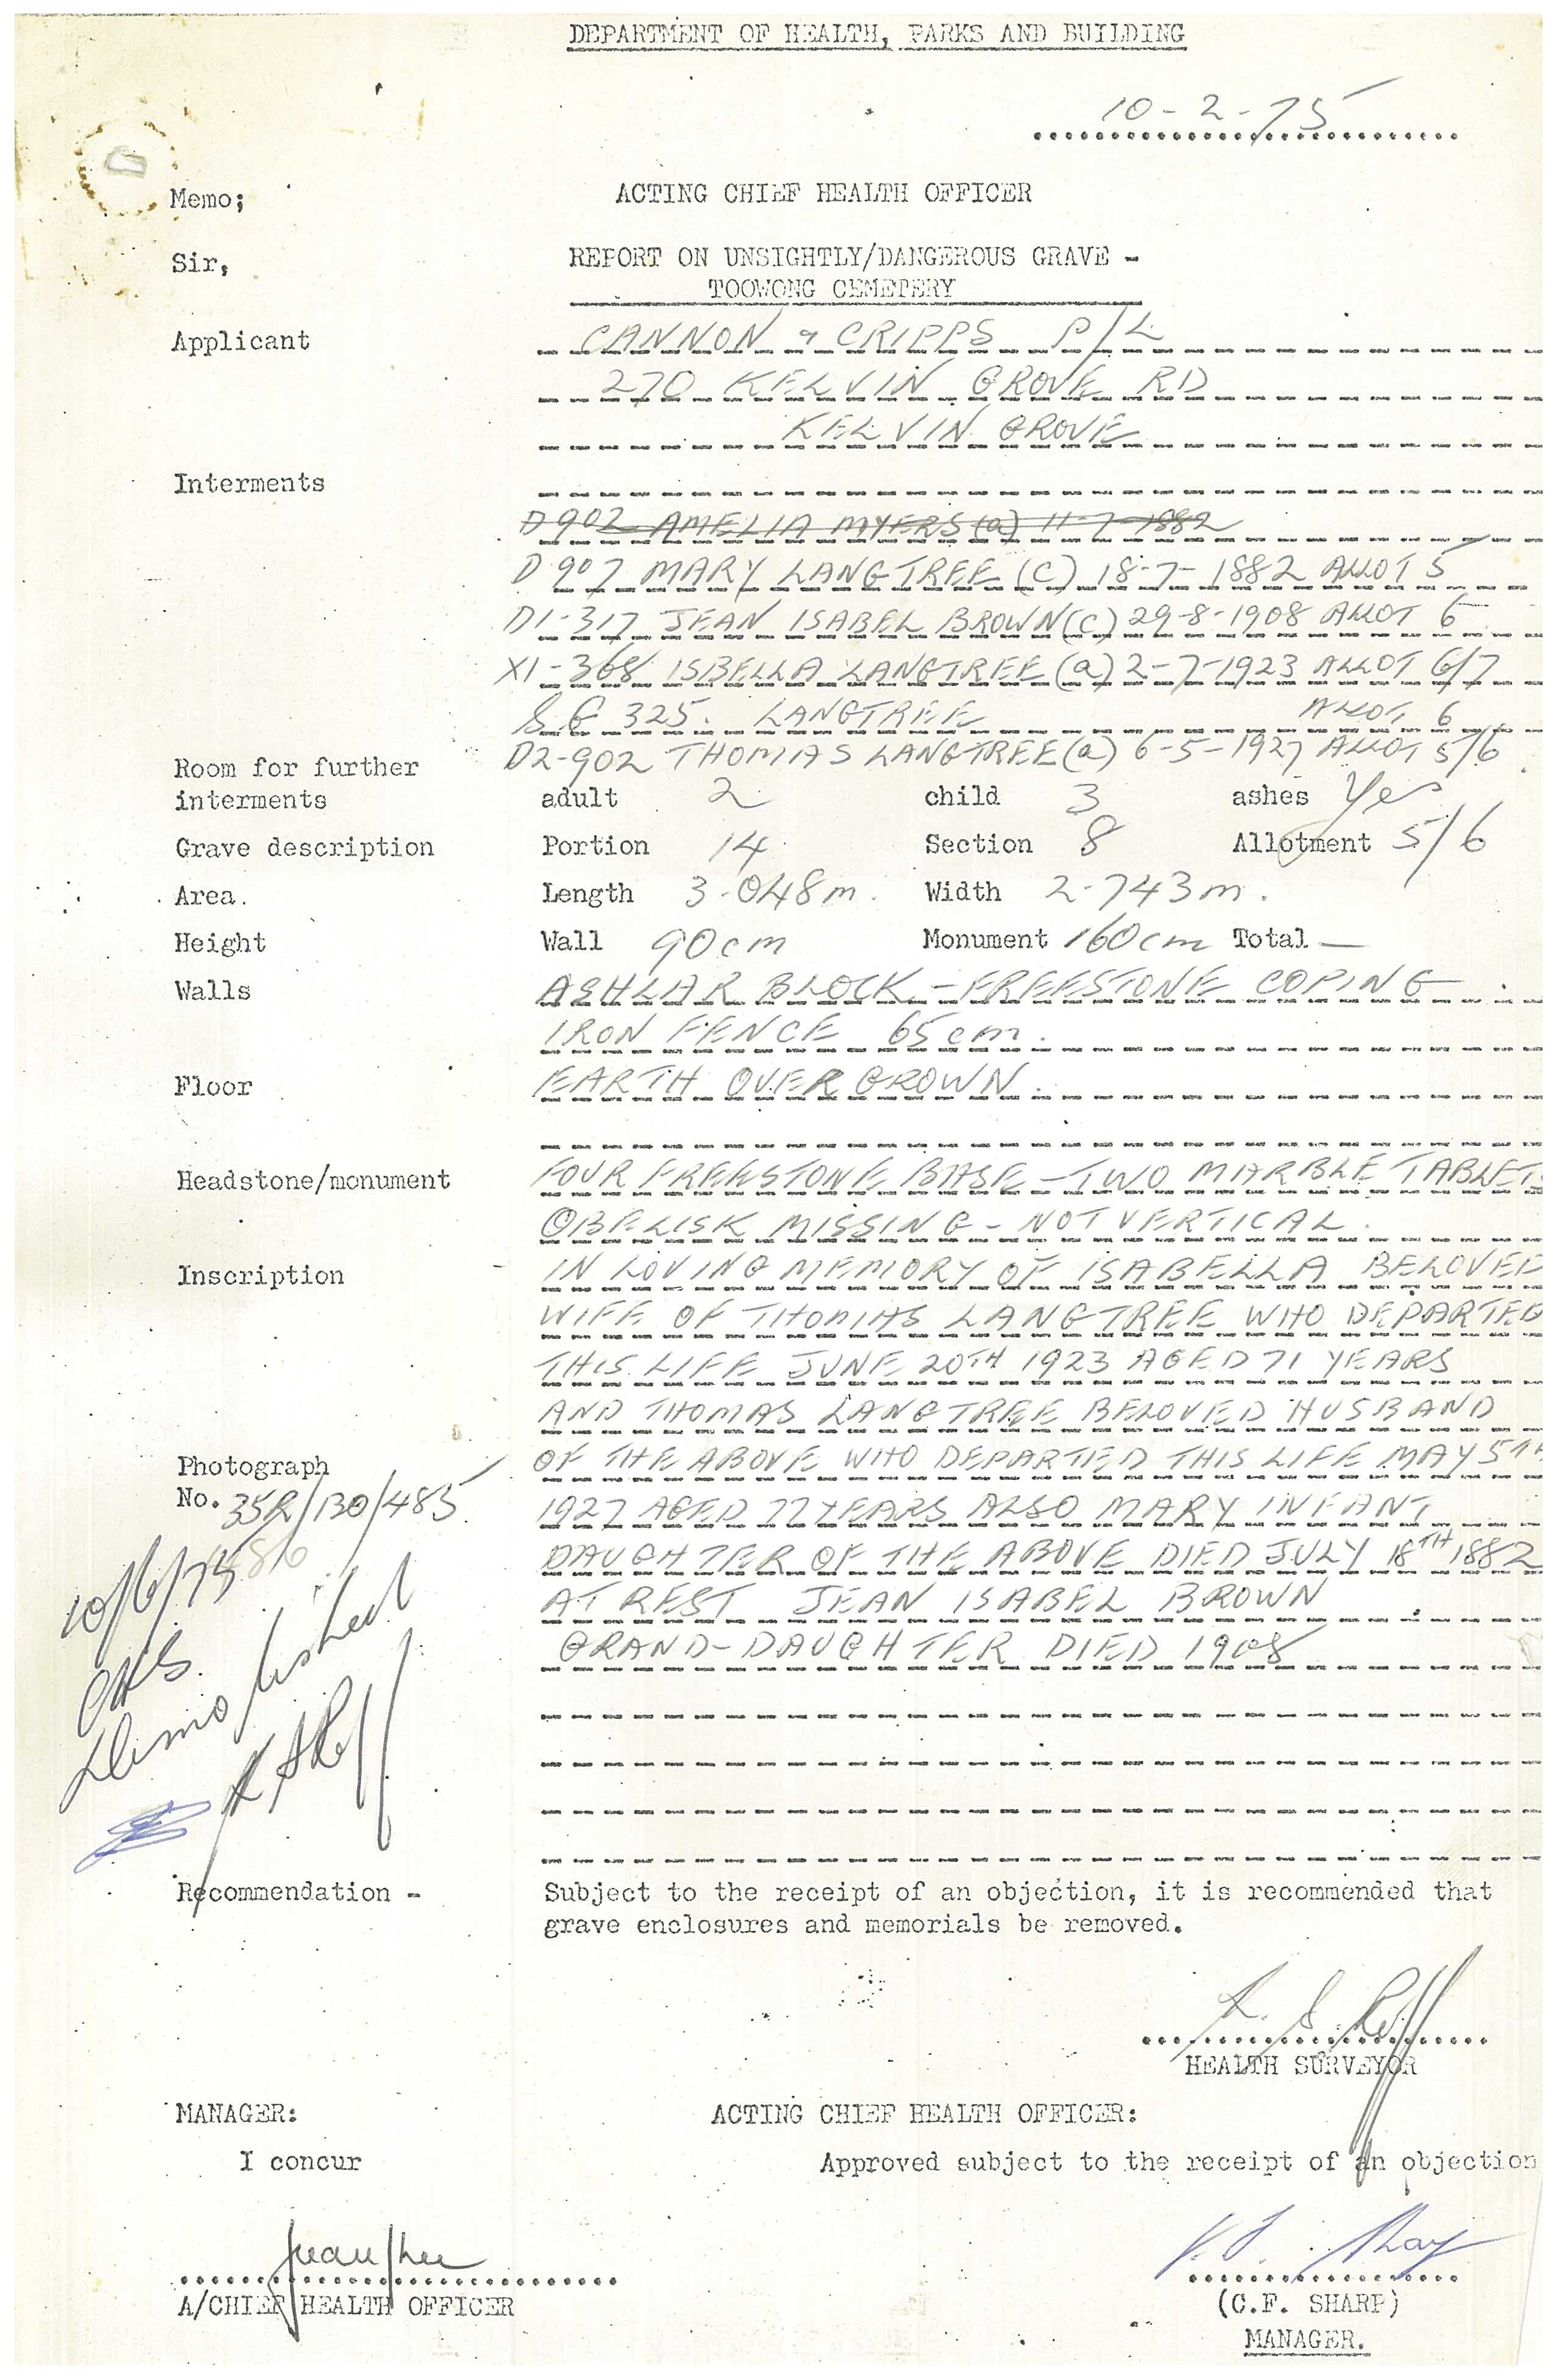 DEPARTMENT OF HEALTH, PARKS AND BUILDING
10-2-75
Memo; ACTING CHIEF HEALTH OFFICER
Sir, REPORT ON UNSIGHTLY/DANGEROUS GRAVE -
TOOWONG CEMETERY
Applicant CANNON & CRIPPS P/L
270 KELVIN GROVE RD
KELVIN GROVE
Interments
D902 AMELIA MYERS (a) 11-7-1882
D 907 MARY LANGTREE (C) 18-7-1882 ALLOT 5
D1-317 JEAN ISABEL BROWN (c) 29-8-1908 ALLOT 6
X1-368 ISBELLA LANGTREE (a) 2-7-1923 ALLOT 6/7
S.G 325. LANGTREE ALLOT 6
D2-902 THOMAS LANGTREE (a) 6-5-1927 ALLOT 5/6
Room for further
interments adult 2 child 3 ashes Yes
Grave description Portion 14 Section 8 Allotment 5/6
Area. Length 3.048m. Width 2.743m.
Height Wall 90cm Monument 160cm Total —
Walls ASHLAR BLOCK - FREESTONE COPING
IRON FENCE 65cm.
Floor EARTH OVERGROWN.
Headstone/monument FOUR FREESTONE BASE - TWO MARBLE TABLETS
OBELISK MISSING - NOT VERTICAL.
Inscription IN LOVING MEMORY OF ISABELLA BELOVED
WIFE OF THOMAS LANGTREE WHO DEPARTED
THIS LIFE JUNE 20TH 1923 AGED 71 YEARS
AND THOMAS LANGTREE BELOVED HUSBAND
OF THE ABOVE WHO DEPARTED THIS LIFE MAY 5TH
Photograph
No. 35R/130/485
486
1927 AGED 77 YEARS ALSO MARY INFANT
DAUGHTER OF THE ABOVE DIED JULY 18TH 1882
AT REST JEAN ISABEL BROWN
GRAND-DAUGHTER DIED 1908
10/6/75
Demolished
Recommendation - Subject to the receipt of an objection, it is recommended that
grave enclosures and memorials be removed.
HEALTH SURVEYOR
MANAGER: ACTING CHIEF HEALTH OFFICER:
I concur Approved subject to the receipt of an objection
A/CHIEF HEALTH OFFICER (C.F. SHARP)
MANAGER.